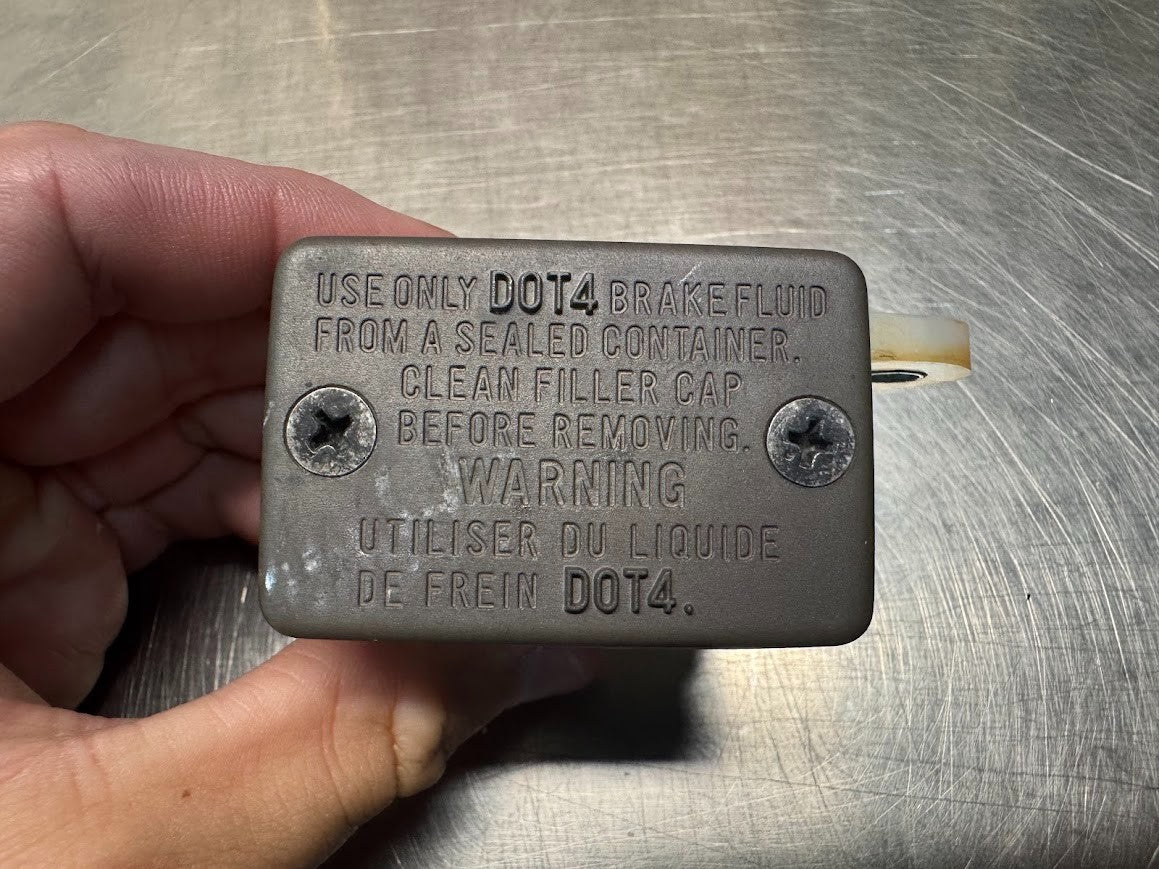 USE ONLY DOT4 BRAKE FLUID
FROM A SEALED CONTAINER.
CLEAN FILLER CAP
BEFORE REMOVING.
WARNING
UTILISER DU LIQUIDE
DE FREIN DOT4.